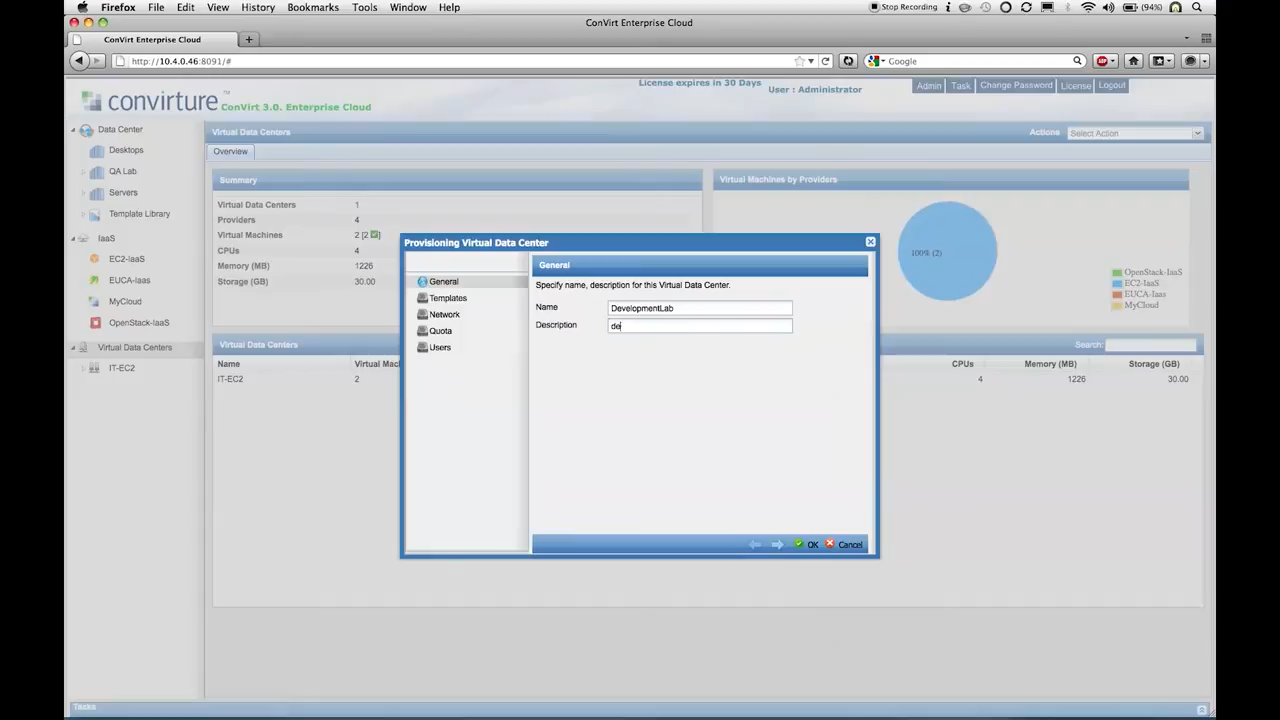 Firefox File Edit View History Bookmarks Tools Window Help Stop Recording (94%)
ConVirt Enterprise Cloud
ConVirt Enterprise Cloud
http://10.4.0.46:8091/# Google
License expires in 30 Days User : Administrator Admin Task Change Password License Logout
convirture ™ ConVirt 3.0. Enterprise Cloud
Data Center
Desktops
QA Lab
Servers
Template Library
IaaS
EC2-IaaS
EUCA-Iaas
MyCloud
OpenStack-IaaS
Virtual Data Centers
IT-EC2
Virtual Data Centers Actions Select Action
Overview
Summary
Virtual Data Centers 1
Providers 4
Virtual Machines 2 [2 ]
CPUs 4
Memory (MB) 1226
Storage (GB) 30.00
Virtual Machines by Providers
100% (2)
OpenStack-IaaS
EC2-IaaS
EUCA-Iaas
MyCloud
Virtual Data Centers Search:
Name Virtual Mac CPUs Memory (MB) Storage (GB)
IT-EC2 2 4 1226 30.00
Provisioning Virtual Data Center
General
Templates
Network
Quota
Users
General
Specify name, description for this Virtual Data Center.
Name DevelopmentLab
Description de
OK Cancel
Tasks